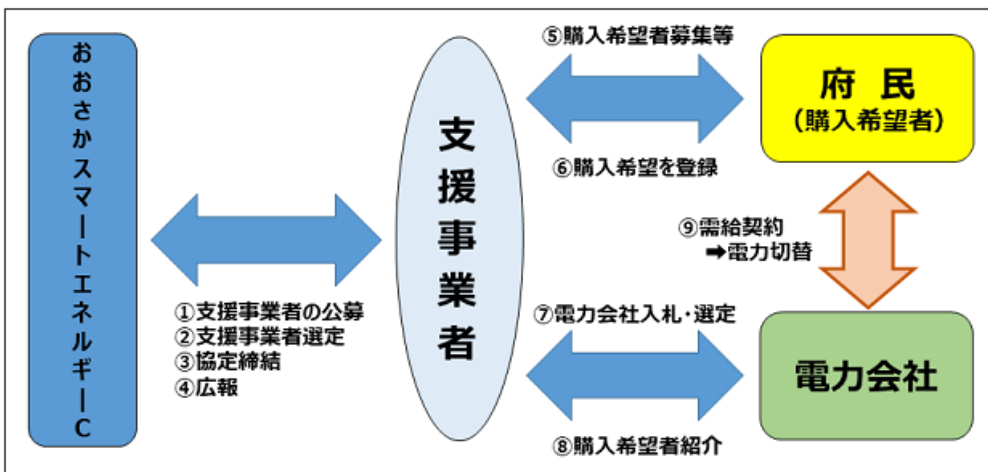 おおさかスマートエネルギーC
①支援事業者の公募
②支援事業者選定
③協定締結
④広報
支援事業者
⑤購入希望者募集等
⑥購入希望を登録
府 民
（購入希望者）
⑨需給契約
➡電力切替
⑦電力会社入札・選定
⑧購入希望者紹介
電力会社